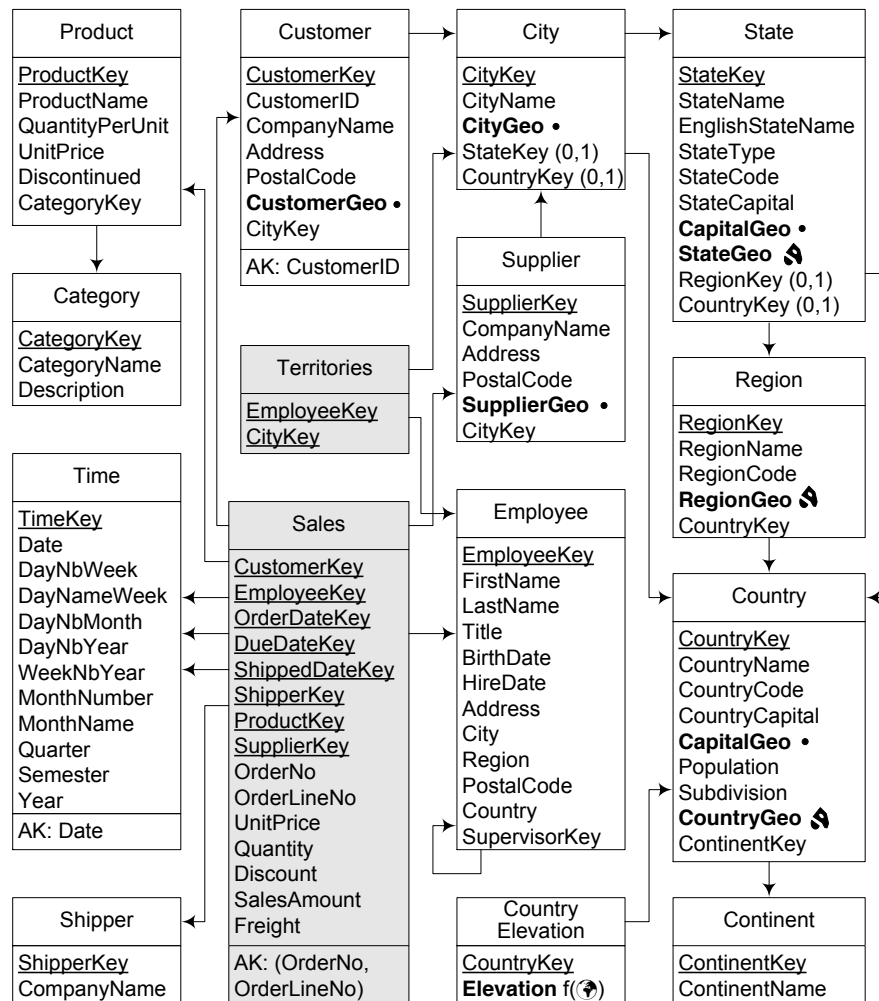 Product
ProductKey
ProductName
QuantityPerUnit
UnitPrice
Discontinued
CategoryKey
Category
CategoryKey
CategoryName
Description
Time
TimeKey
Date
DayNbWeek
DayNameWeek
DayNbMonth
DayNbYear
WeekNbYear
MonthNumber
MonthName
Quarter
Semester
Year
AK: Date
Shipper
ShipperKey
CompanyName
Customer
CustomerKey
CustomerID
CompanyName
Address
PostalCode
CustomerGeo •
CityKey
AK: CustomerID
Territories
EmployeeKey
CityKey
Sales
CustomerKey
EmployeeKey
OrderDateKey
DueDateKey
ShippedDateKey
ShipperKey
ProductKey
SupplierKey
OrderNo
OrderLineNo
UnitPrice
Quantity
Discount
SalesAmount
Freight
AK: (OrderNo,
OrderLineNo)
City
CityKey
CityName
CityGeo •
StateKey (0,1)
CountryKey (0,1)
Supplier
SupplierKey
CompanyName
Address
PostalCode
SupplierGeo •
CityKey
Employee
EmployeeKey
FirstName
LastName
Title
BirthDate
HireDate
Address
City
Region
PostalCode
Country
SupervisorKey
Country
Elevation
CountryKey
Elevation f( )
State
StateKey
StateName
EnglishStateName
StateType
StateCode
StateCapital
CapitalGeo •
StateGeo
RegionKey (0,1)
CountryKey (0,1)
Region
RegionKey
RegionName
RegionCode
RegionGeo
CountryKey
Country
CountryKey
CountryName
CountryCode
CountryCapital
CapitalGeo •
Population
Subdivision
CountryGeo
ContinentKey
Continent
ContinentKey
ContinentName